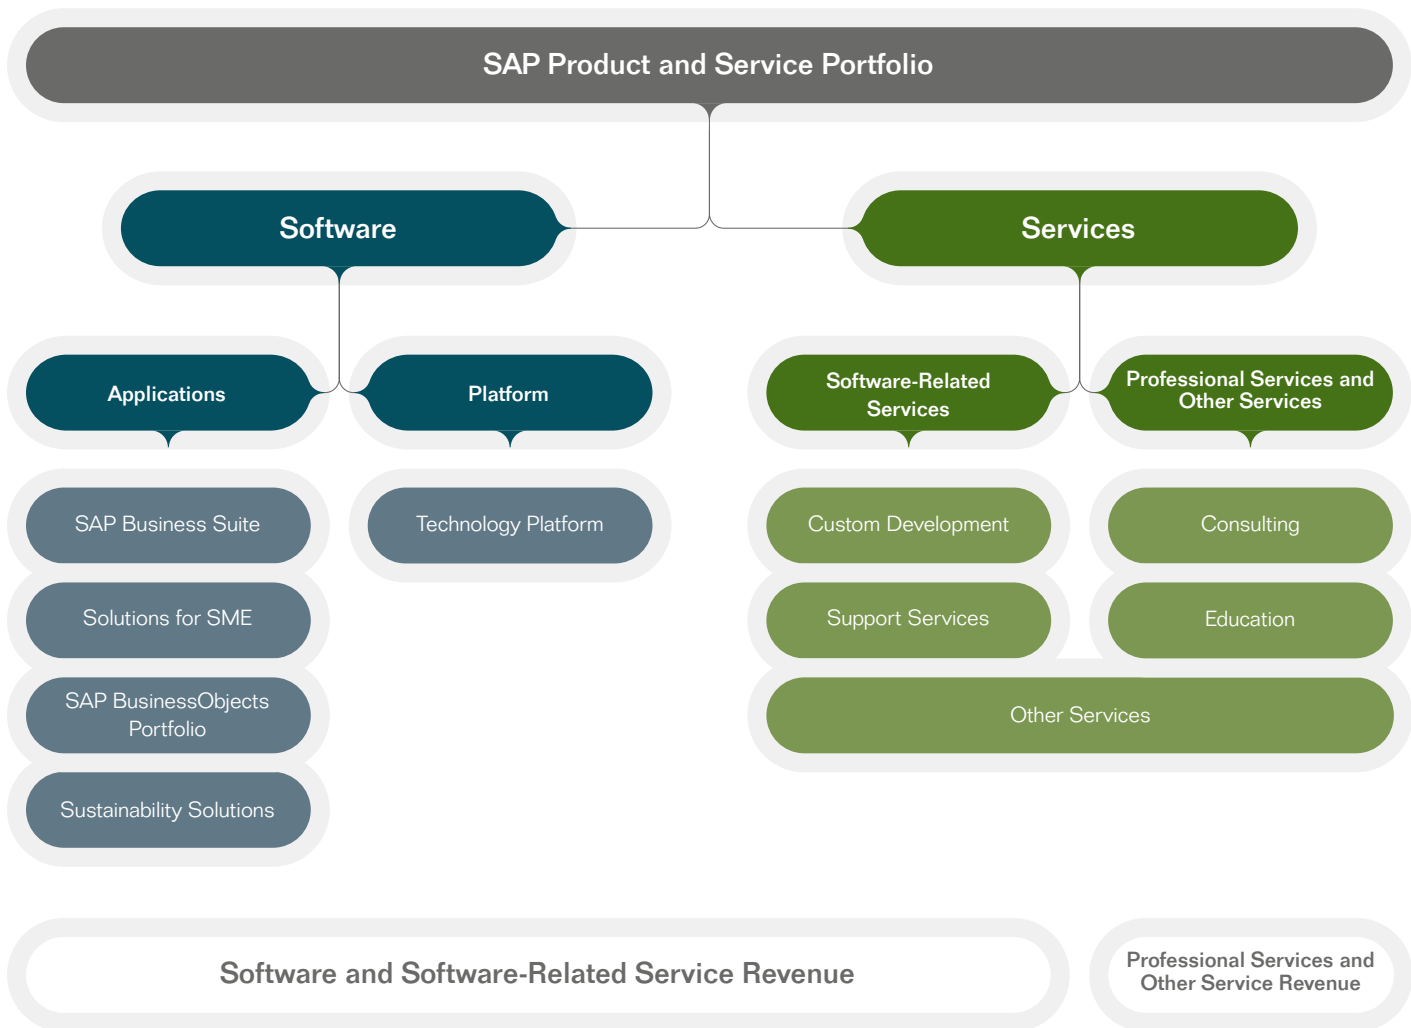 SAP Product and Service Portfolio
Software
Services
Applications
Platform
Software-Related
Services
Professional Services and
Other Services
SAP Business Suite
Technology Platform
Custom Development
Consulting
Solutions for SME
Support Services
Education
SAP BusinessObjects
Portfolio
Other Services
Sustainability Solutions
Software and Software-Related Service Revenue
Professional Services and
Other Service Revenue